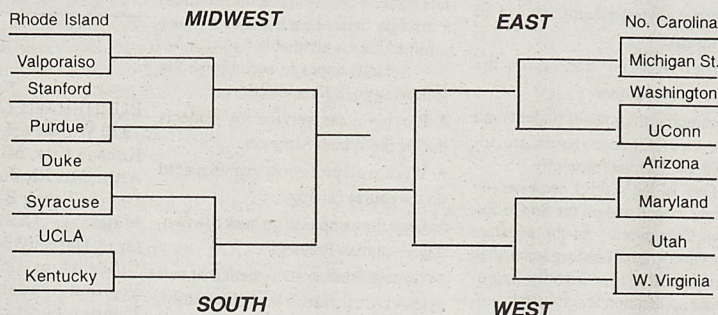 Rhode Island
MIDWEST
EAST
No. Carolina
Valporaiso
Michigan St.
Stanford
Washington
Purdue
UConn
Duke
Arizona
Syracuse
Maryland
UCLA
Utah
Kentucky
W. Virginia
SOUTH
WEST